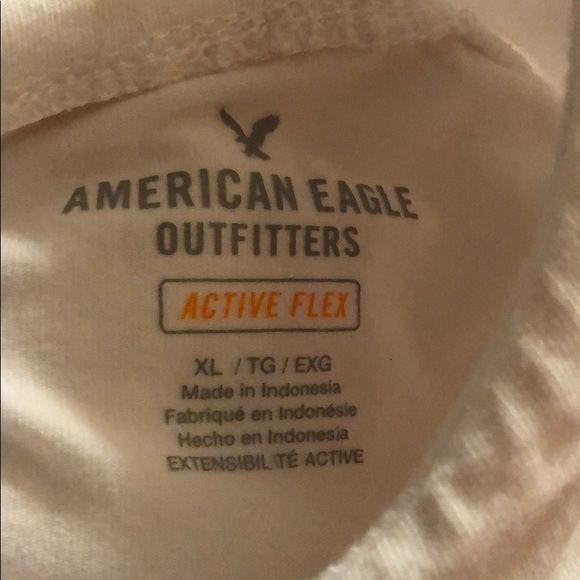 AMERICAN EAGLE
OUTFITTERS
ACTIVE FLEX
XL / TG / EXG
Made in Indonesia
Fabriqué en Indonésie
Hecho en Indonesia
EXTENSIBILITÉ ACTIVE